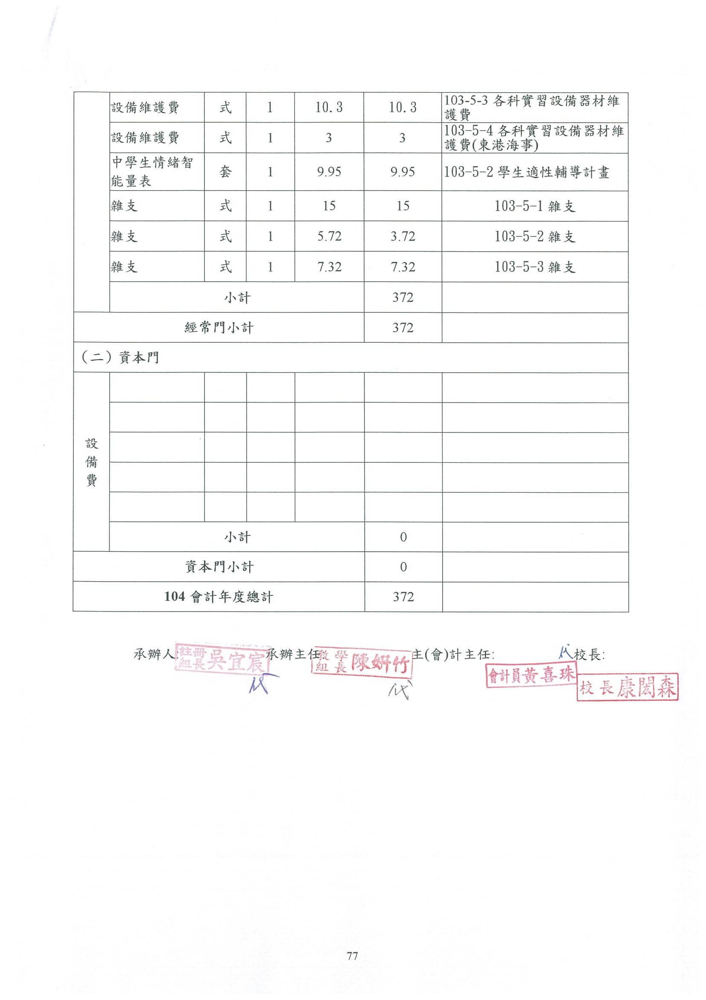 設備維護費 式 1 10.3 10.3 103-5-3 各科實習設備器材維
護費
設備維護費 式 1 3 3 103-5-4 各科實習設備器材維
護費(東港海事)
中學生情緒智
能量表 套 1 9.95 9.95 103-5-2 學生適性輔導計畫
雜支 式 1 15 15 103-5-1 雜支
雜支 式 1 5.72 3.72 103-5-2 雜支
雜支 式 1 7.32 7.32 103-5-3 雜支
小計 372
經常門小計 372
（二）資本門
設
備
費
小計 0
資本門小計 0
104 會計年度總計 372
承辦人: 承辦主任 主(會)計主任: 代校長:
註冊
組長 吳宜宸
教學
組長 陳妍竹
會計員黃喜珠
校長康閎森
代 代
77